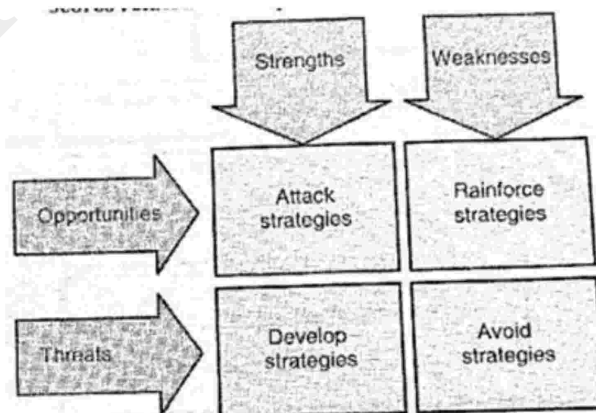 Strengths
Weaknesses
Opportunities
Attack
strategies
Rainforce
strategies
Threats
Develop
strategies
Avoid
strategies